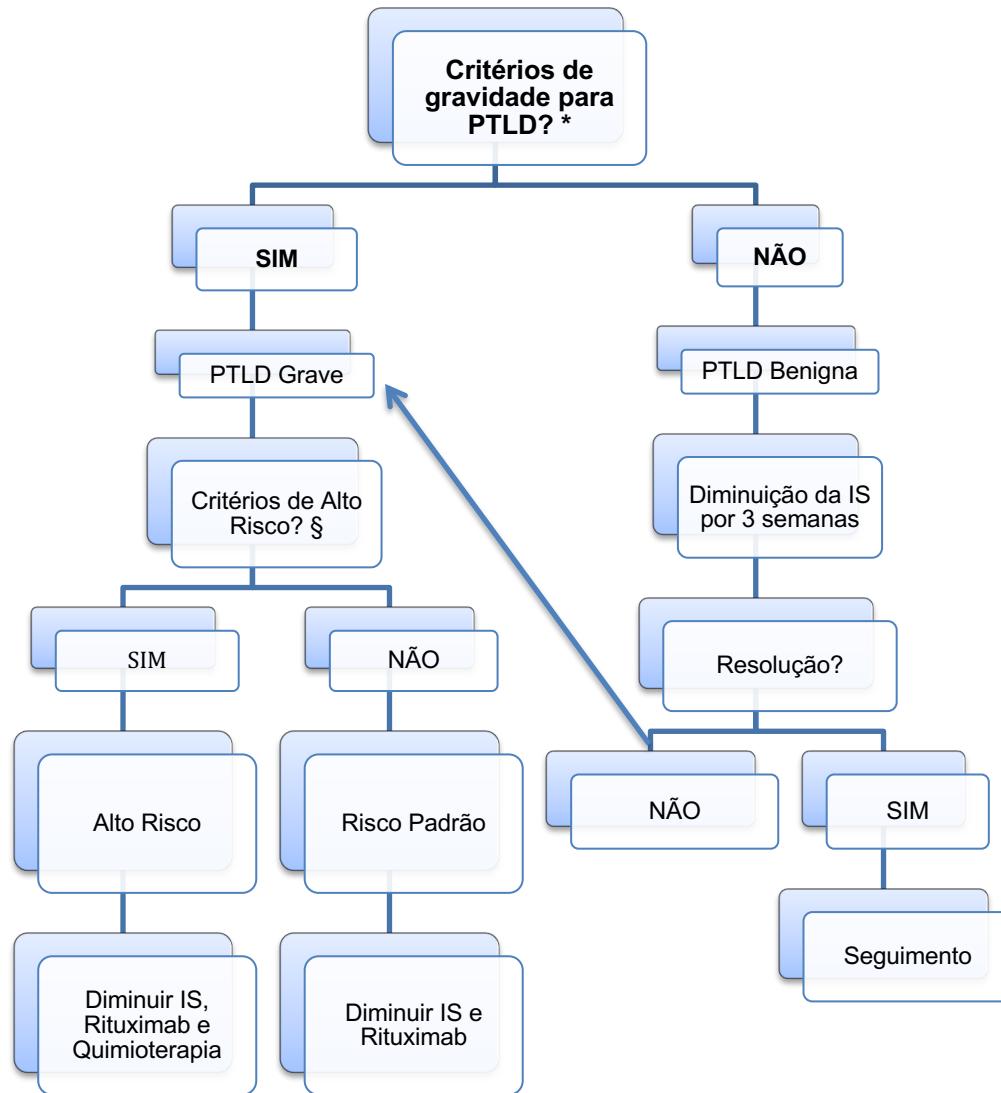 Critérios de
gravidade para
PTLD? *
SIM
NÃO
PTLD Grave
PTLD Benigna
Critérios de Alto
Risco? §
Diminuição da IS
por 3 semanas
SIM
NÃO
Resolução?
Alto Risco
Risco Padrão
NÃO
SIM
Diminuir IS,
Rituximab e
Quimioterapia
Diminuir IS e
Rituximab
Seguimento